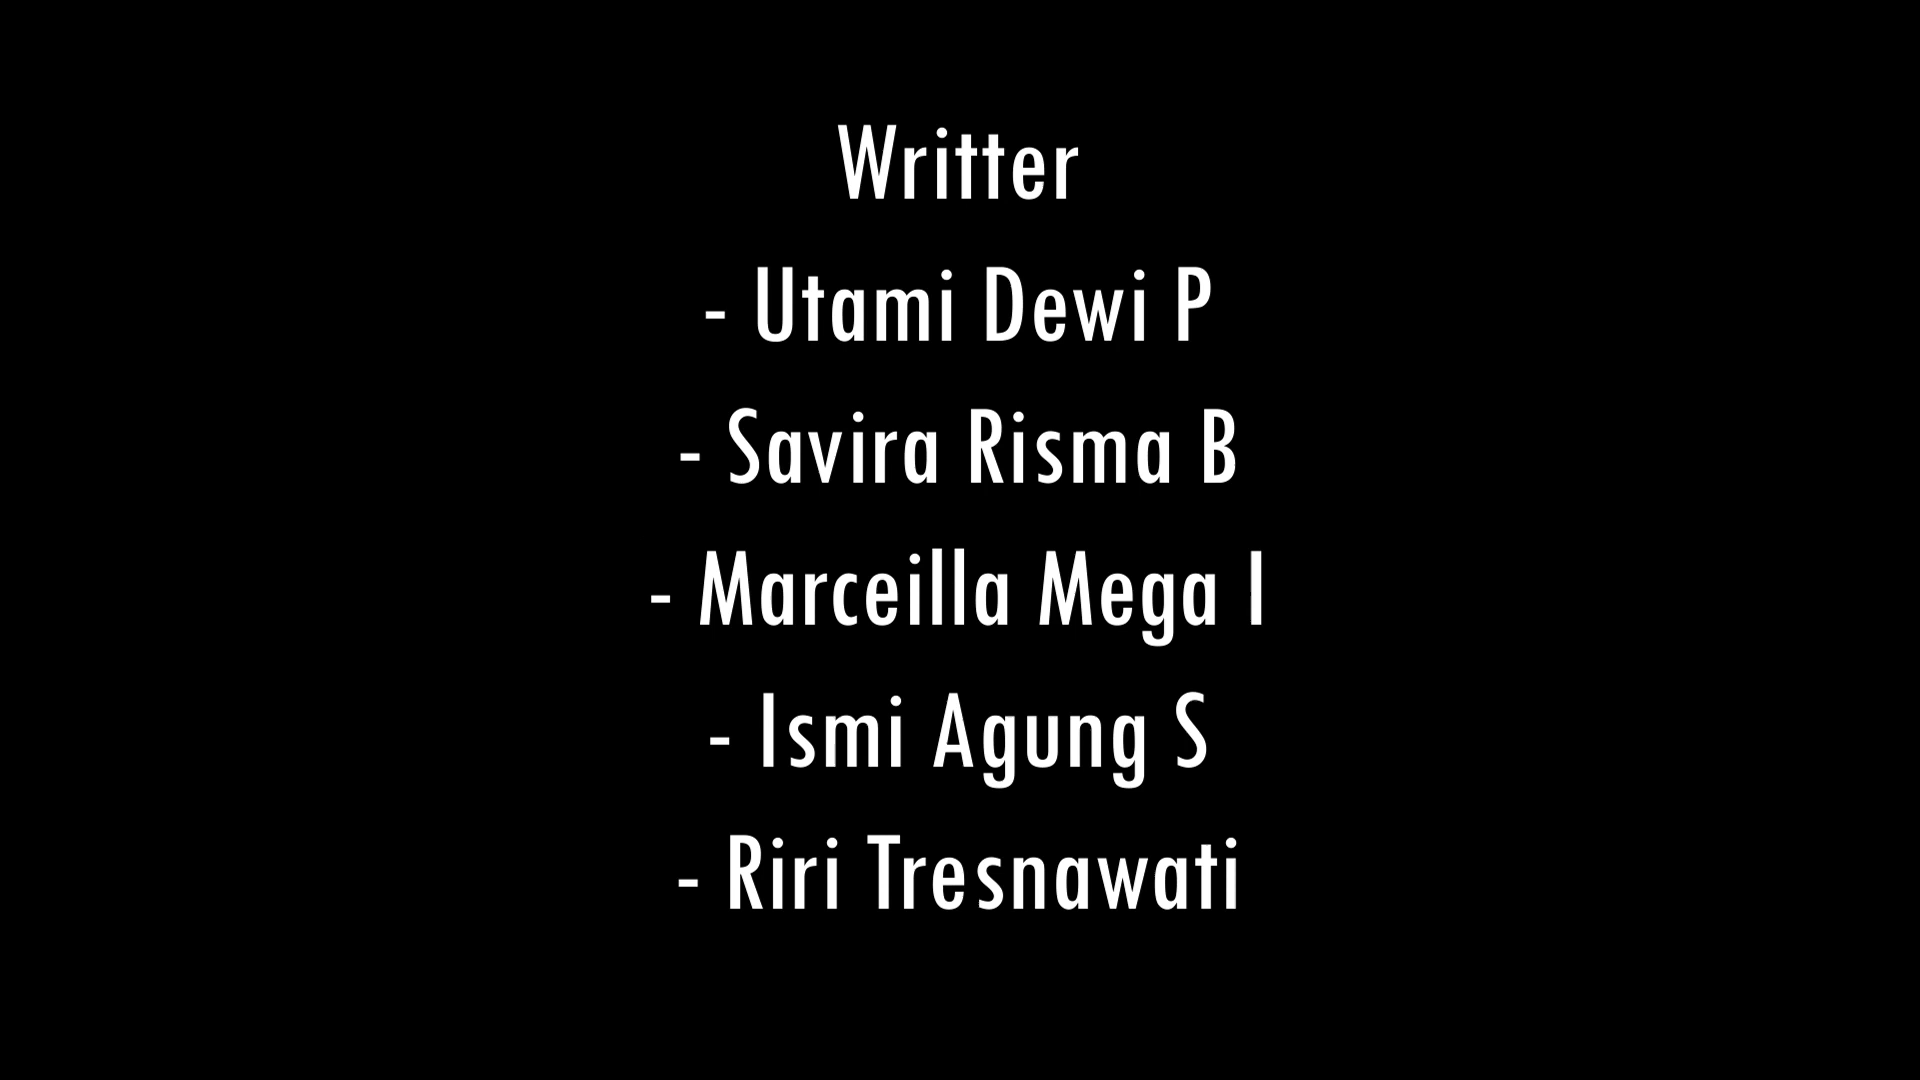 Writter
- Utami Dewi P
- Savira Risma B
- Marceilla Mega I
- Ismi Agung S
- Riri Tresnawati